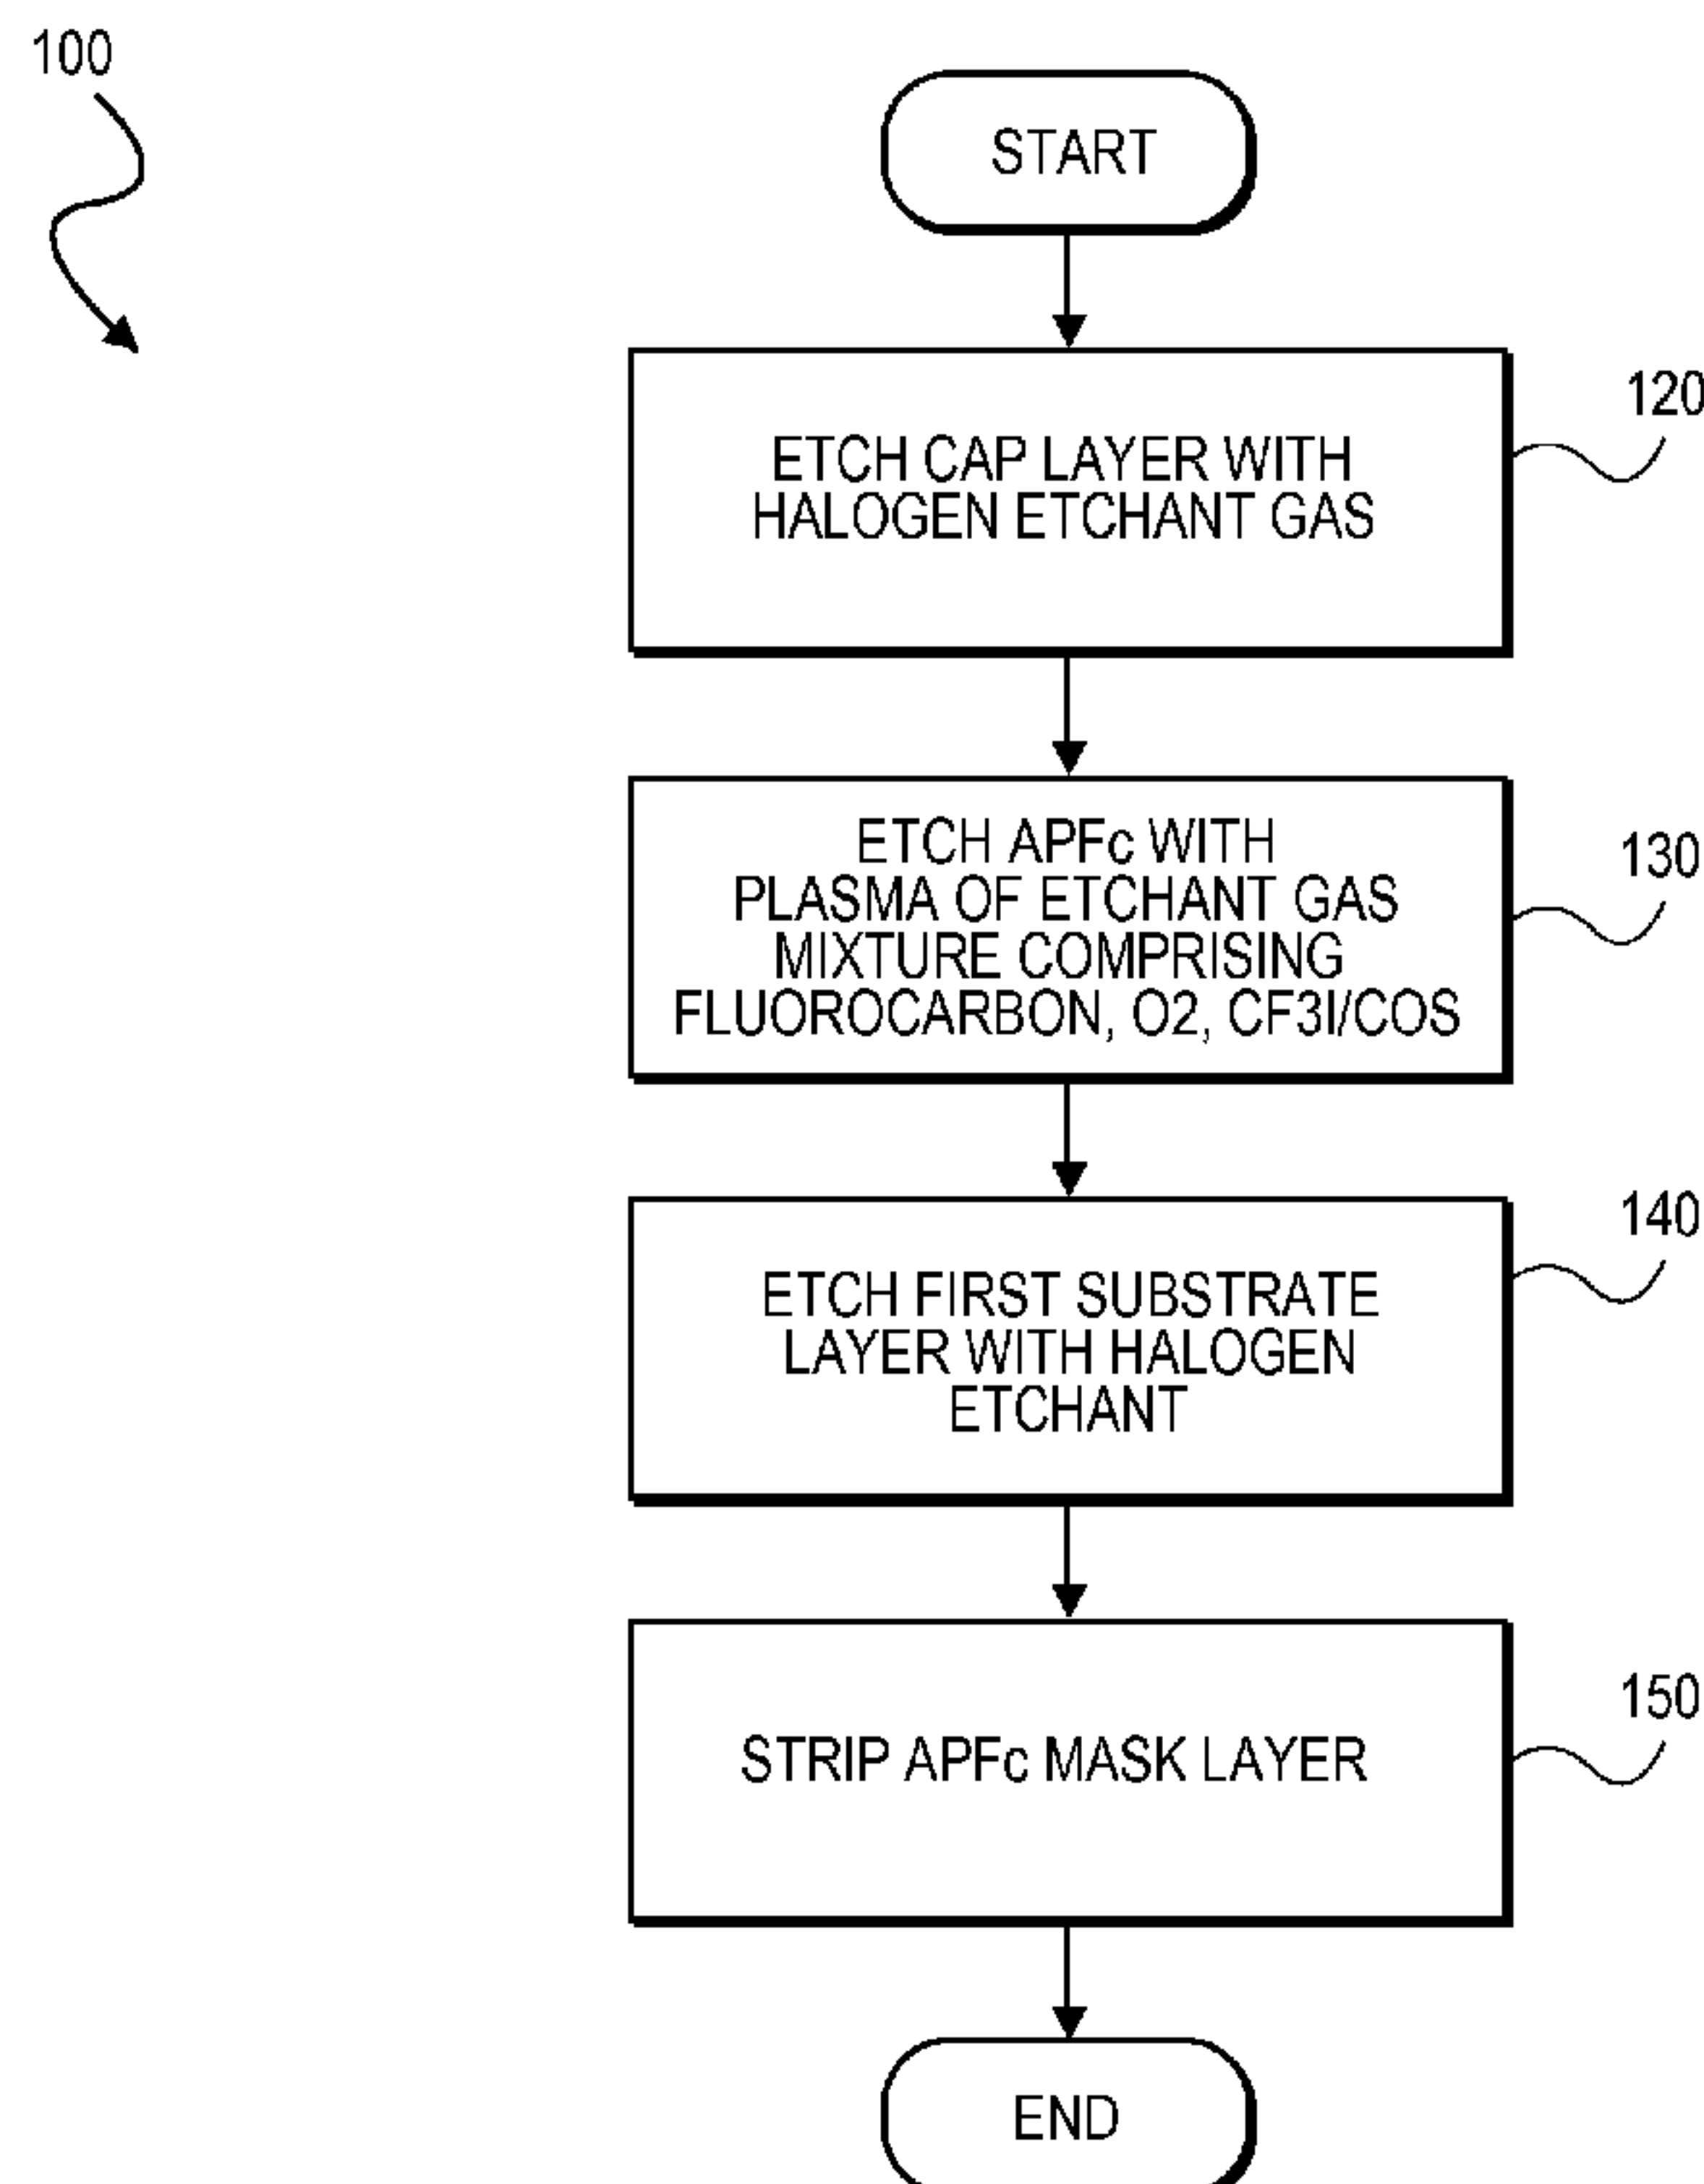 100
START
120
ETCH CAP LAYER WITH
HALOGEN ETCHANT GAS
130
ETCH APFc WITH
PLASMA OF ETCHANT GAS
MIXTURE COMPRISING
FLUOROCARBON, O2, CF3I/COS
140
ETCH FIRST SUBSTRATE
LAYER WITH HALOGEN
ETCHANT
150
STRIP APFc MASK LAYER
END